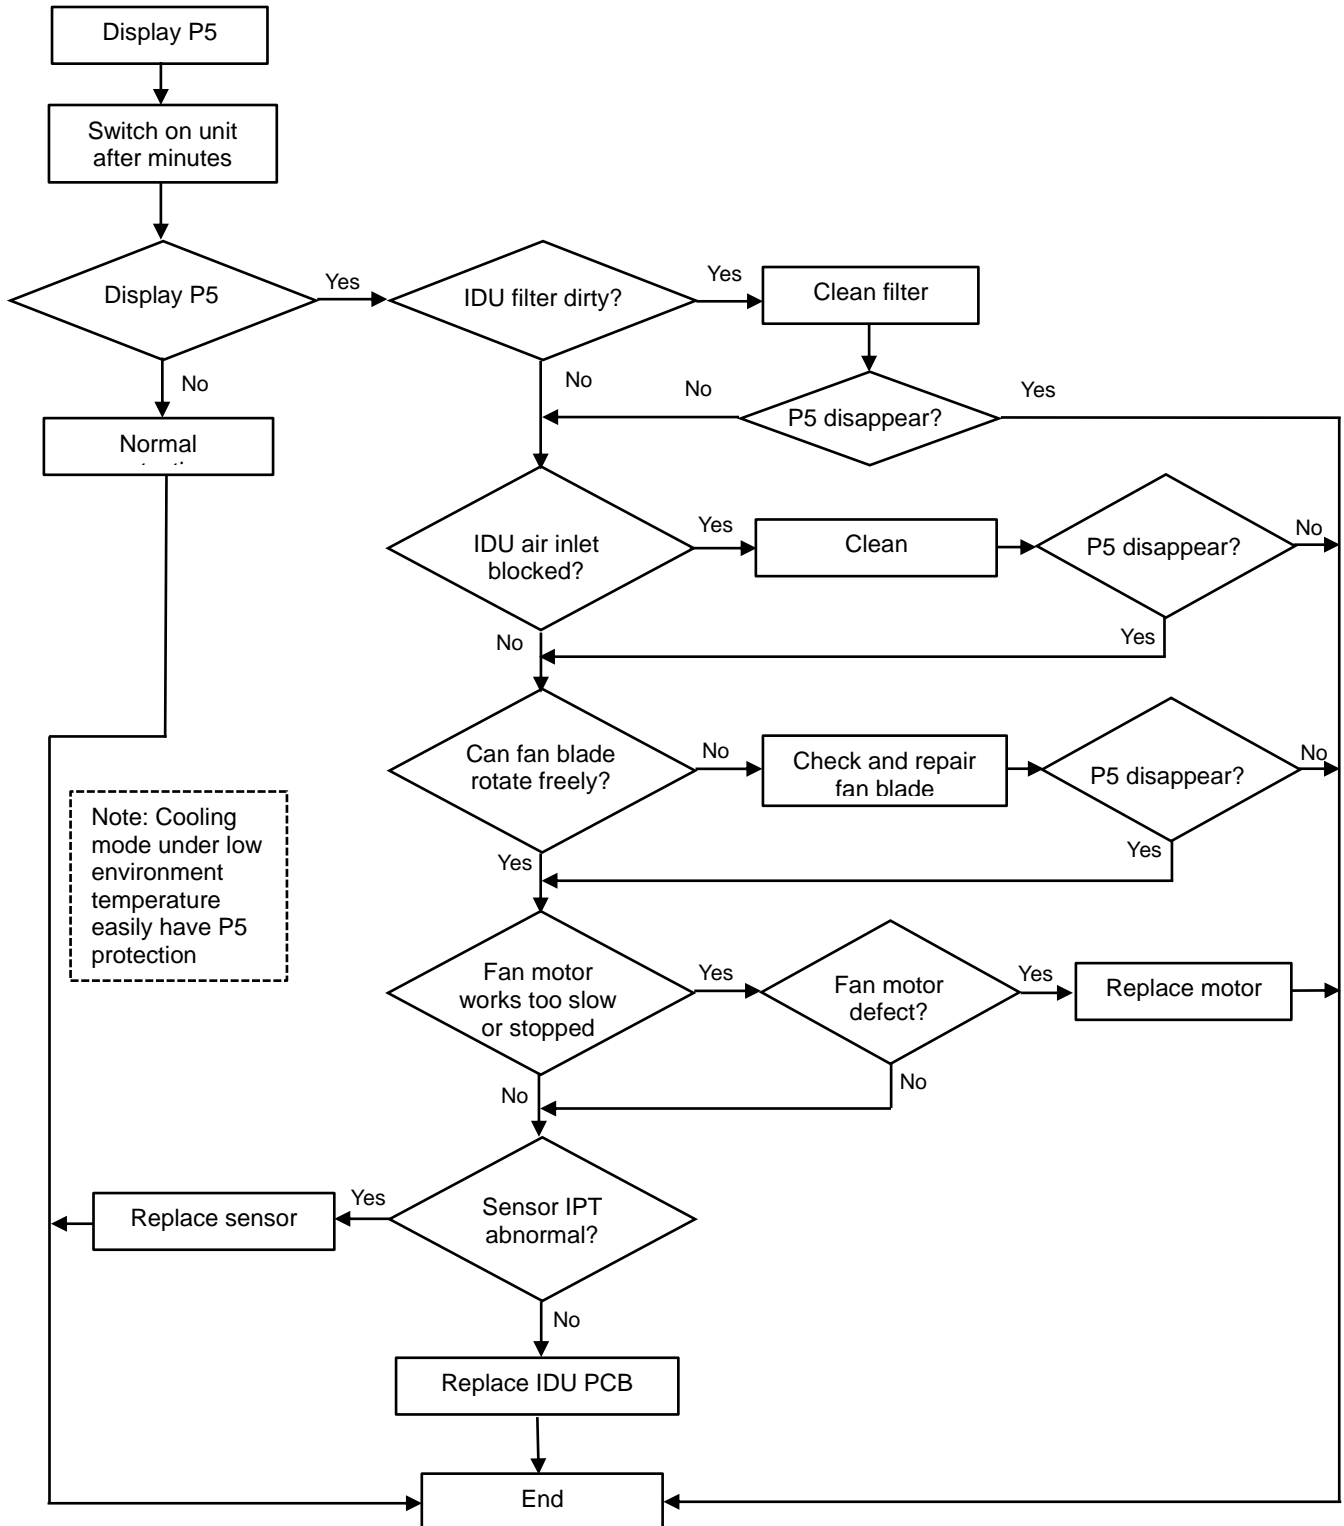 Display P5
Switch on unit
after minutes
Display P5
Yes
IDU filter dirty?
Yes
Clean filter
No
No
No
P5 disappear?
Yes
Normal
IDU air inlet
blocked?
Yes
Clean
P5 disappear?
No
No
Yes
Can fan blade
rotate freely?
No
Check and repair
fan blade
P5 disappear?
No
Yes
Yes
Note: Cooling
mode under low
environment
temperature
easily have P5
protection
Fan motor
works too slow
or stopped
Yes
Fan motor
defect?
Yes
Replace motor
No
No
Sensor IPT
abnormal?
Yes
Replace sensor
No
Replace IDU PCB
End